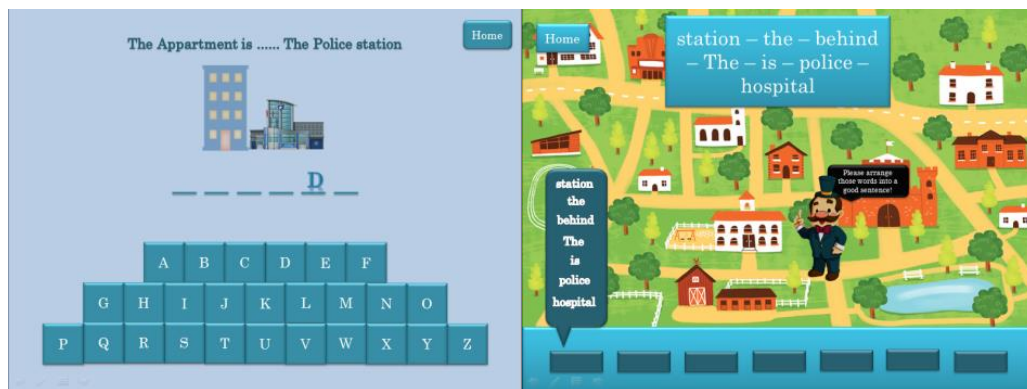 The Appartment is ...... The Police station
Home
D
A B C D E F
G H I J K L M N O
P Q R S T U V W X Y Z
Home
station – the – behind
– The – is – police –
hospital
Please arrange
those words into a
good sentence!
station
the
behind
The
is
police
hospital